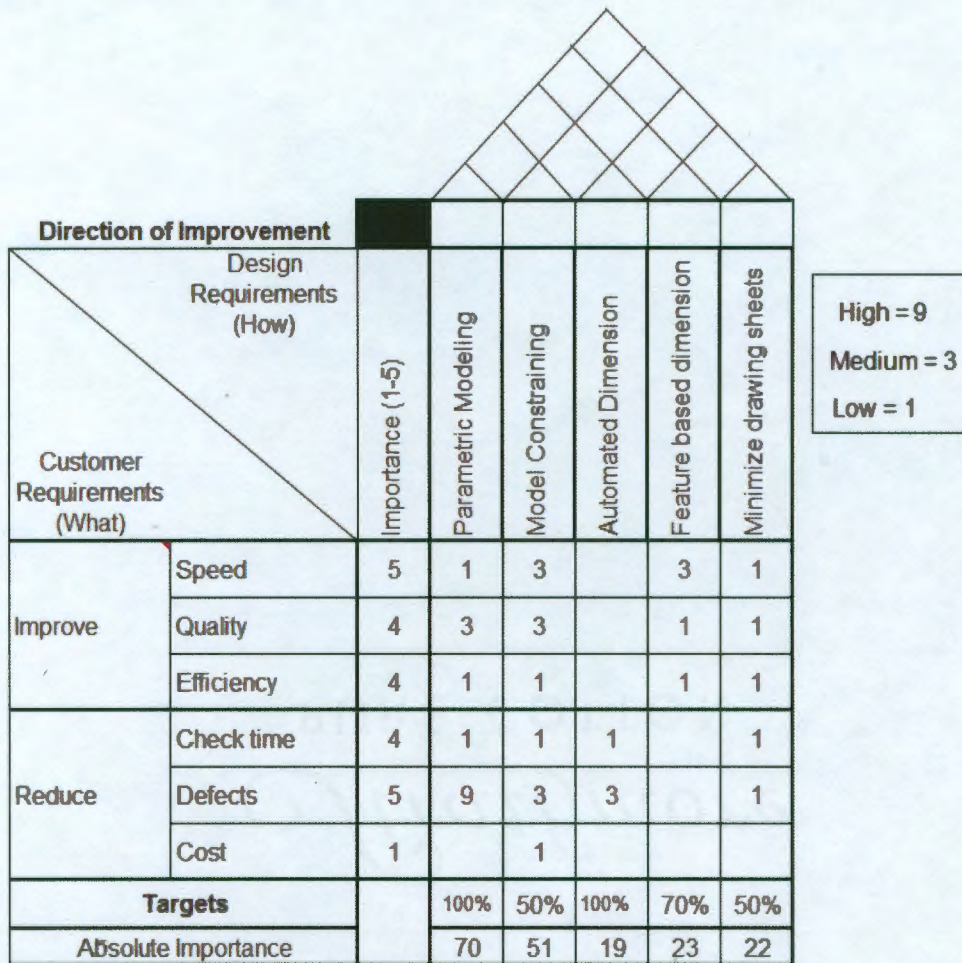 Direction of Improvement
Design
Requirements
(How)
Customer
Requirements
(What)
Importance (1-5)
Parametric Modeling
Model Constraining
Automated Dimension
Feature based dimension
Minimize drawing sheets
High = 9
Medium = 3
Low = 1
Improve
Speed 5 1 3 3 1
Quality 4 3 3 1 1
Efficiency 4 1 1 1 1
Reduce
Check time 4 1 1 1 1
Defects 5 9 3 3 1
Cost 1 1
Targets 100% 50% 100% 70% 50%
Absolute Importance 70 51 19 23 22